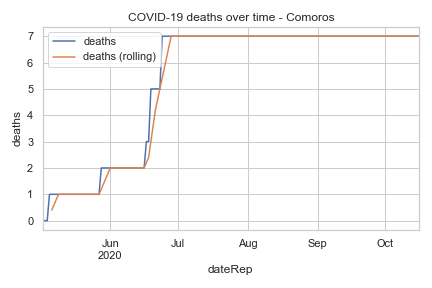 COVID-19 deaths over time - Comoros
deaths
deaths (rolling)
7
6
5
4
3
2
1
0
deaths
Jun
2020
Jul
Aug
Sep
Oct
dateRep